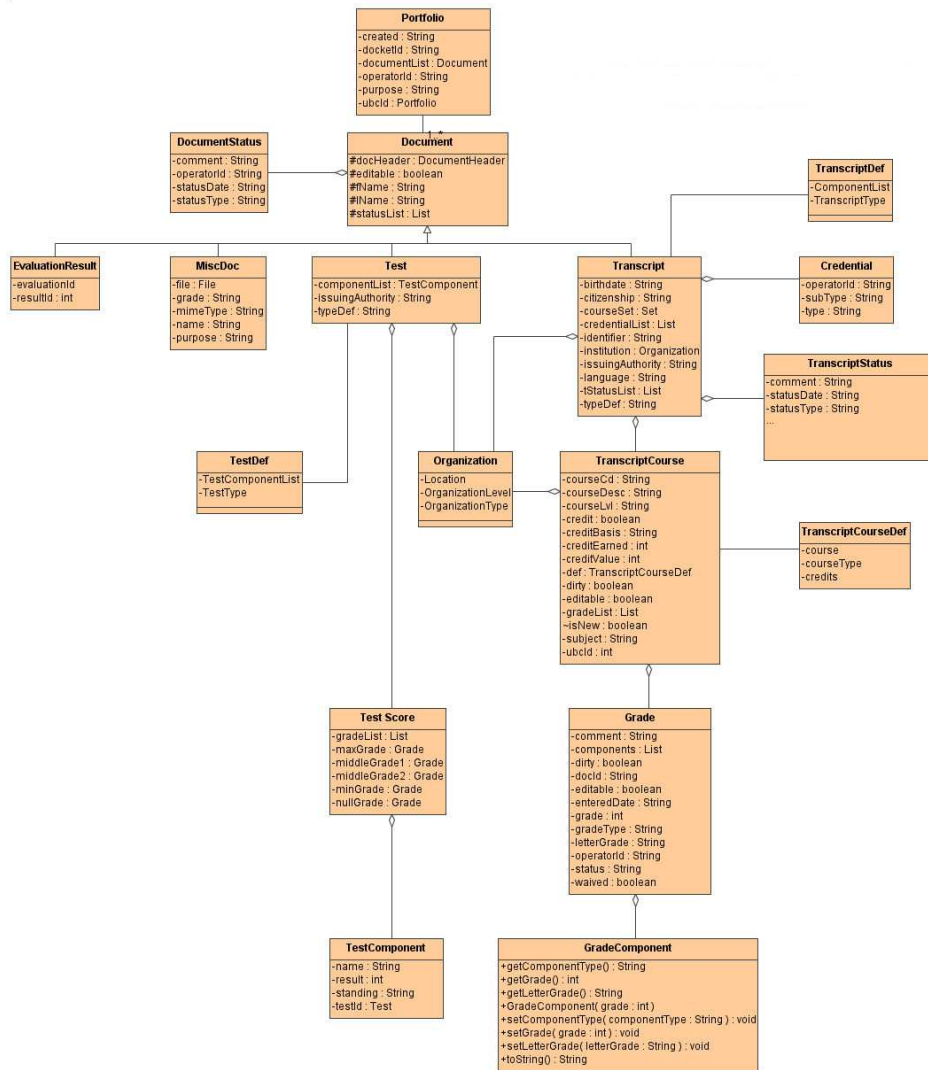 Portfolio
-created : String
-docketId : String
-documentList : Document
-operatorId : String
-purpose : String
-ubcId : Portfolio
1..*
DocumentStatus
-comment : String
-operatorId : String
-statusDate : String
-statusType : String
Document
#docHeader : DocumentHeader
#editable : boolean
#fName : String
#lName : String
#statusList : List
TranscriptDef
-ComponentList
-TranscriptType
EvaluationResult
-evaluationId
-resultId : int
MiscDoc
-file : File
-grade : String
-mimeType : String
-name : String
-purpose : String
Test
-componentList : TestComponent
-issuingAuthority : String
-typeDef : String
Transcript
-birthdate : String
-citizenship : String
-courseSet : Set
-credentialList : List
-identifier : String
-institution : Organization
-issuingAuthority : String
-language : String
-tStatusList : List
-typeDef : String
Credential
-operatorId : String
-subType : String
-type : String
TranscriptStatus
-comment : String
-statusDate : String
-statusType : String
...
TestDef
-TestComponentList
-TestType
Organization
-Location
-OrganizationLevel
-OrganizationType
TranscriptCourse
-courseCd : String
-courseDesc : String
-courseLvl : String
-credit : boolean
-creditBasis : String
-creditEarned : int
-creditValue : int
-def : TranscriptCourseDef
-dirty : boolean
-editable : boolean
-gradeList : List
~isNew : boolean
-subject : String
-ubcId : int
TranscriptCourseDef
-course
-courseType
-credits
Test Score
-gradeList : List
-maxGrade : Grade
-middleGrade1 : Grade
-middleGrade2 : Grade
-minGrade : Grade
-nullGrade : Grade
Grade
-comment : String
-components : List
-dirty : boolean
-docId : String
-editable : boolean
-enteredDate : String
-grade : int
-gradeType : String
-letterGrade : String
-operatorId : String
-status : String
-waived : boolean
TestComponent
-name : String
-result : int
-standing : String
-testId : Test
GradeComponent
+getComponentType() : String
+getGrade() : int
+getLetterGrade() : String
+GradeComponent( grade : int )
+setComponentType( componentType : String ) : void
+setGrade( grade : int ) : void
+setLetterGrade( letterGrade : String ) : void
+toString() : String